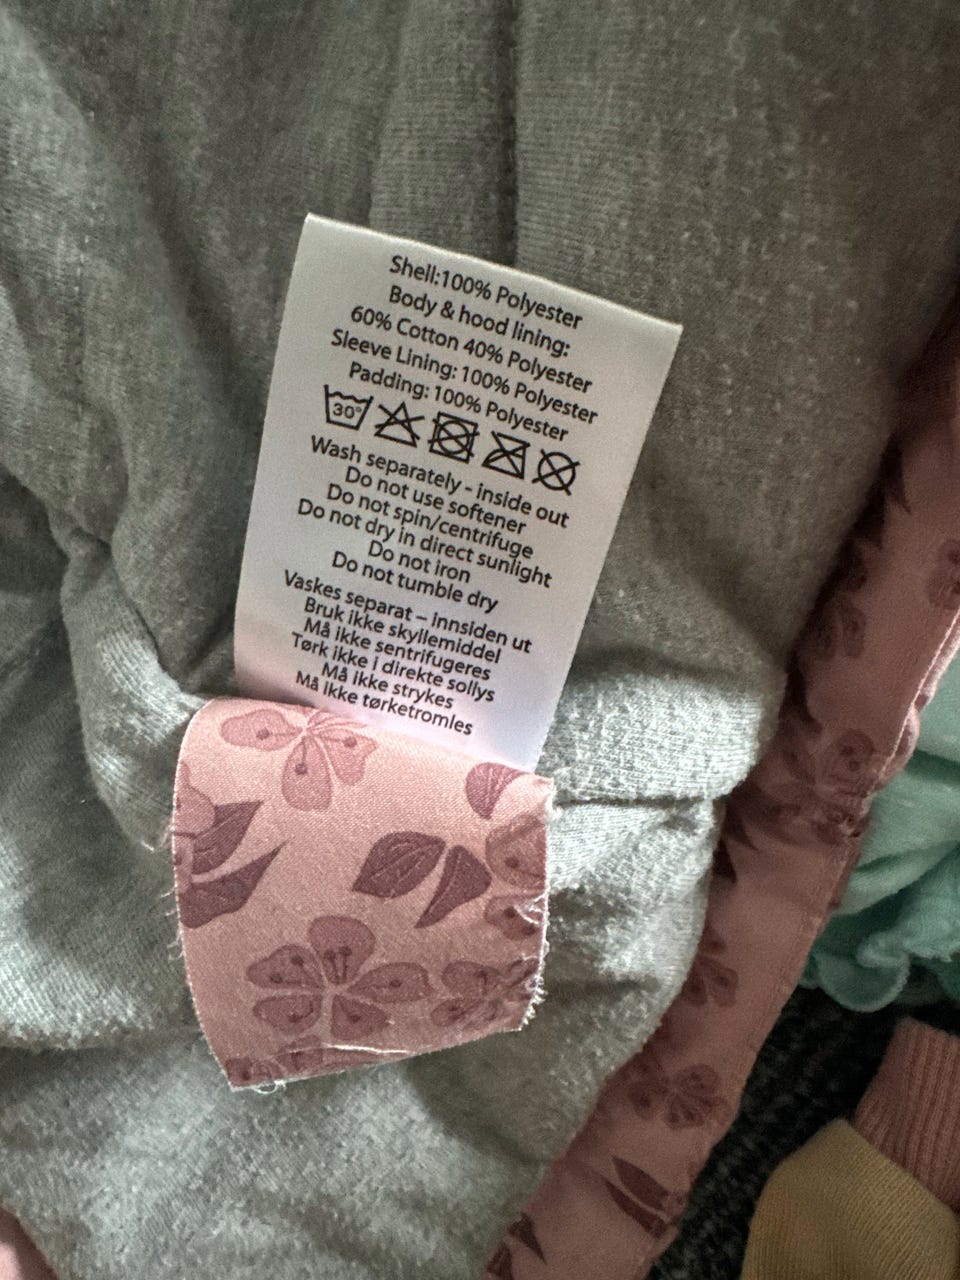 Shell:100% Polyester
Body & hood lining:
60% Cotton 40% Polyester
Sleeve Lining: 100% Polyester
Padding: 100% Polyester
30°
Wash separately - inside out
Do not use softener
Do not spin/centrifuge
Do not dry in direct sunlight
Do not iron
Do not tumble dry
Vaskes separat – innsiden ut
Bruk ikke skyllemiddel
Må ikke sentrifugeres
Tørk ikke i direkte sollys
Må ikke strykes
Må ikke tørketromles